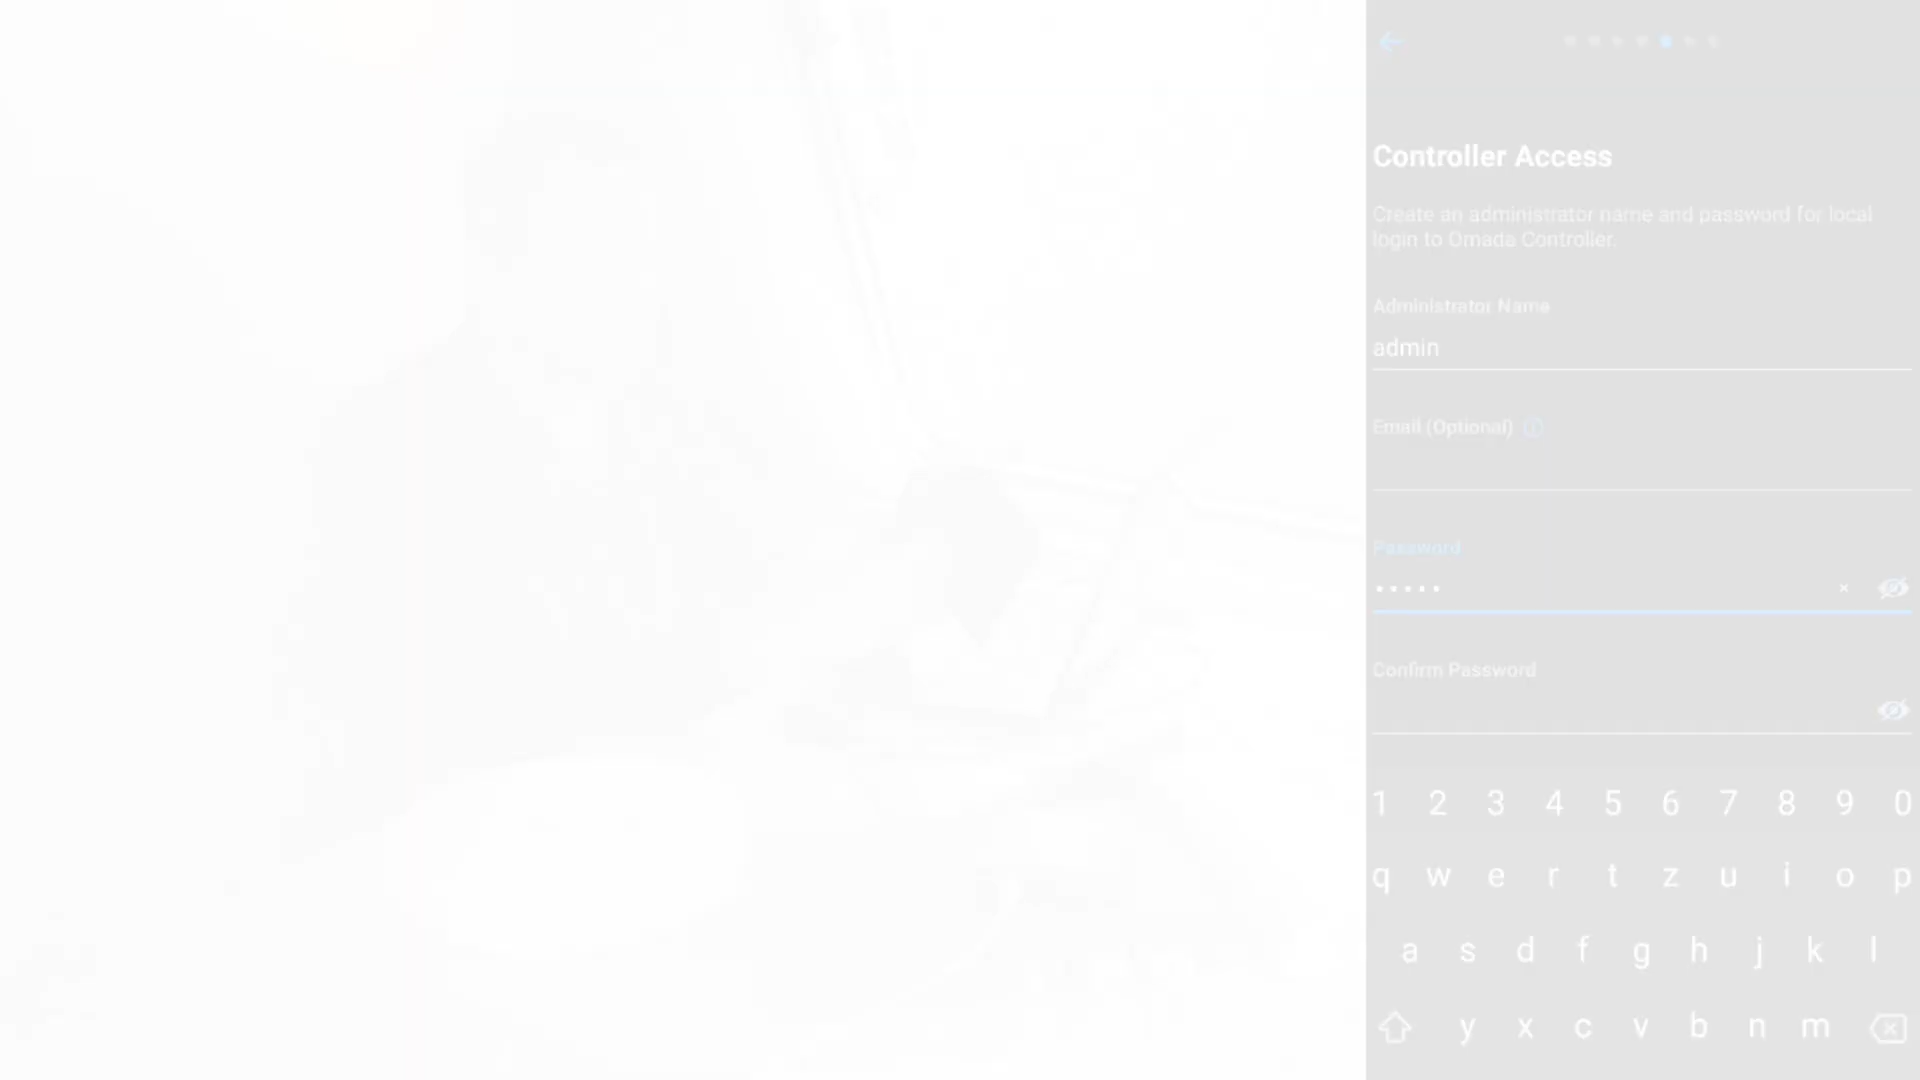 Controller Access
Create an administrator name and password for local
login to Omada Controller.
Administrator Name
admin
Email (Optional)
Password
•••••
Confirm Password
1 2 3 4 5 6 7 8 9 0
q w e r t z u i o p
a s d f g h j k l
y x c v b n m